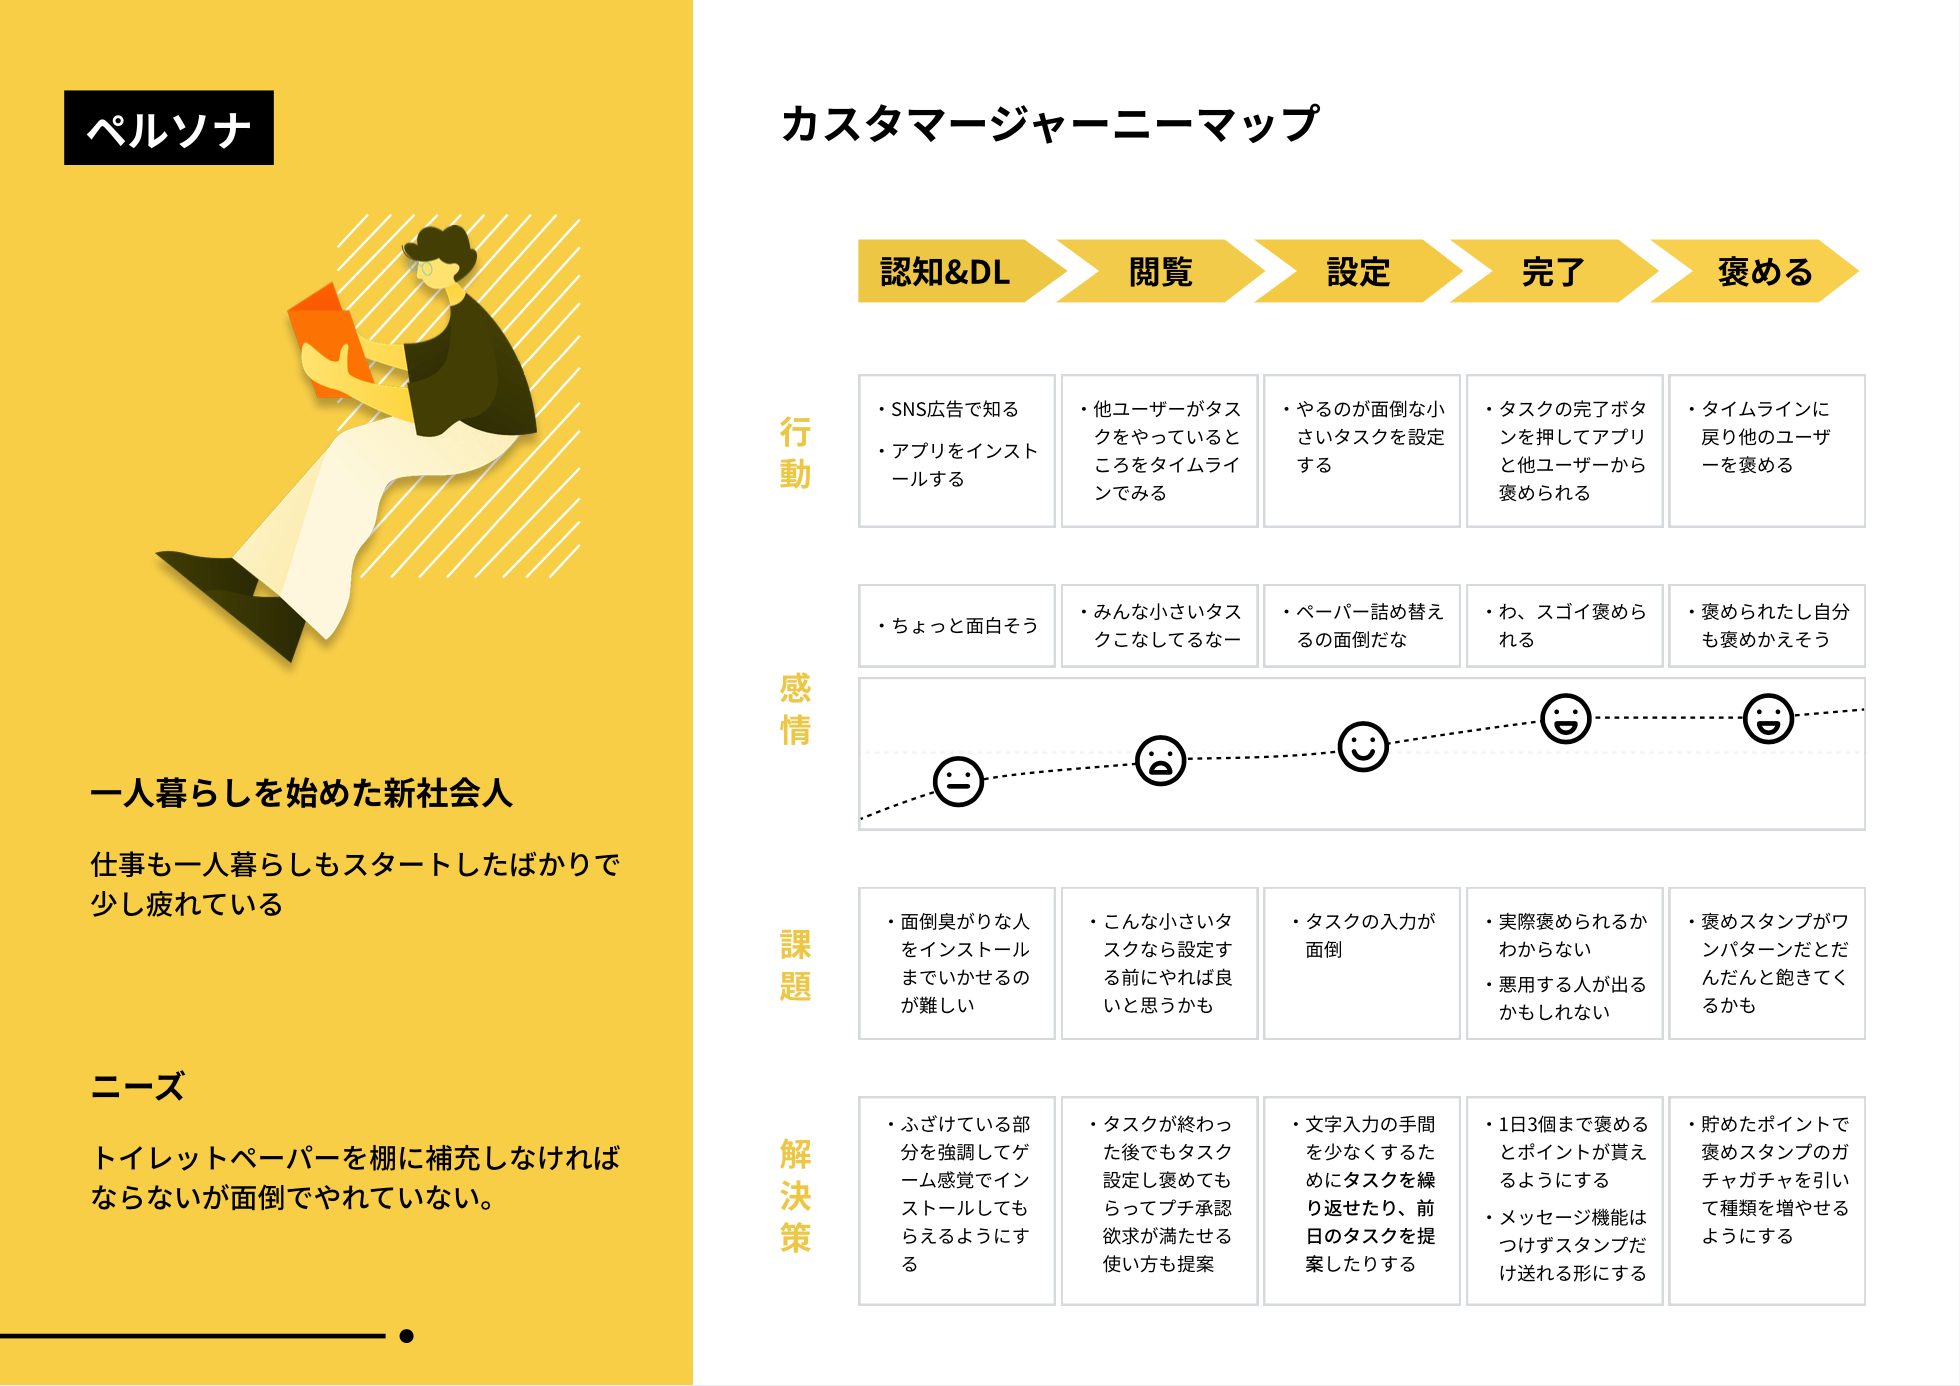 ペルソナ
一人暮らしを始めた新社会人
仕事も一人暮らしもスタートしたばかりで
少し疲れている
ニーズ
トイレットペーパーを棚に補充しなければ
ならないが面倒でやれていない。
カスタマージャーニーマップ
認知&DL
閲覧
設定
完了
褒める
行
動
・SNS広告で知る
・アプリをインスト
ールする
・他ユーザーがタス
クをやっていると
ころをタイムライ
ンでみる
・やるのが面倒な小
さいタスクを設定
する
・タスクの完了ボタ
ンを押してアプリ
と他ユーザーから
褒められる
・タイムラインに
戻り他のユーザ
ーを褒める
感
情
・ちょっと面白そう
・みんな小さいタス
クこなしてるなー
・ペーパー詰め替え
るの面倒だな
・わ、スゴイ褒めら
れる
・褒められたし自分
も褒めかえそう
課
題
・面倒臭がりな人
をインストール
までいかせるの
が難しい
・こんな小さいタ
スクなら設定す
る前にやれば良
いと思うかも
・タスクの入力が
面倒
・実際褒められるか
わからない
・悪用する人が出る
かもしれない
・褒めスタンプがワ
ンパターンだとだ
んだんと飽きてく
るかも
解
決
策
・ふざけている部
分を強調してゲ
ーム感覚でイン
ストールしても
らえるようにす
る
・タスクが終わっ
た後でもタスク
設定し褒めても
らってプチ承認
欲求が満たせる
使い方も提案
・文字入力の手間
を少なくするた
めにタスクを繰
り返せたり、前
日のタスクを提
案したりする
・1日3個まで褒める
とポイントが貰え
るようにする
・メッセージ機能は
つけずスタンプだ
け送れる形にする
・貯めたポイントで
褒めスタンプのガ
チャガチャを引い
て種類を増やせる
ようにする